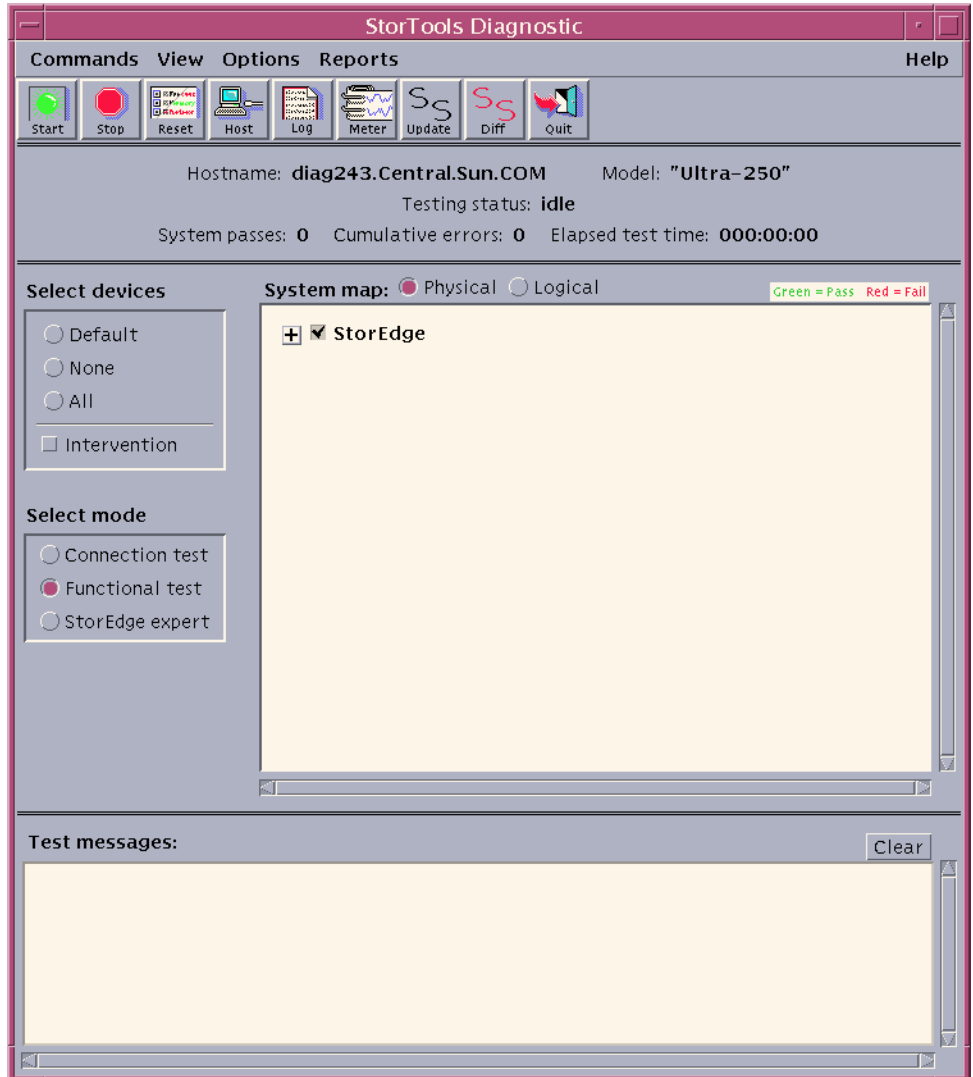 StorTools Diagnostic
Commands View Options Reports Help
Start Stop Reset Host Log Meter Update Diff Quit
Hostname: diag243.Central.Sun.COM Model: "Ultra-250"
Testing status: idle
System passes: 0 Cumulative errors: 0 Elapsed test time: 000:00:00
Select devices
Default
None
All
Intervention
Select mode
Connection test
Functional test
StorEdge expert
System map: Physical Logical
Green = Pass Red = Fail
StorEdge
Test messages:
Clear